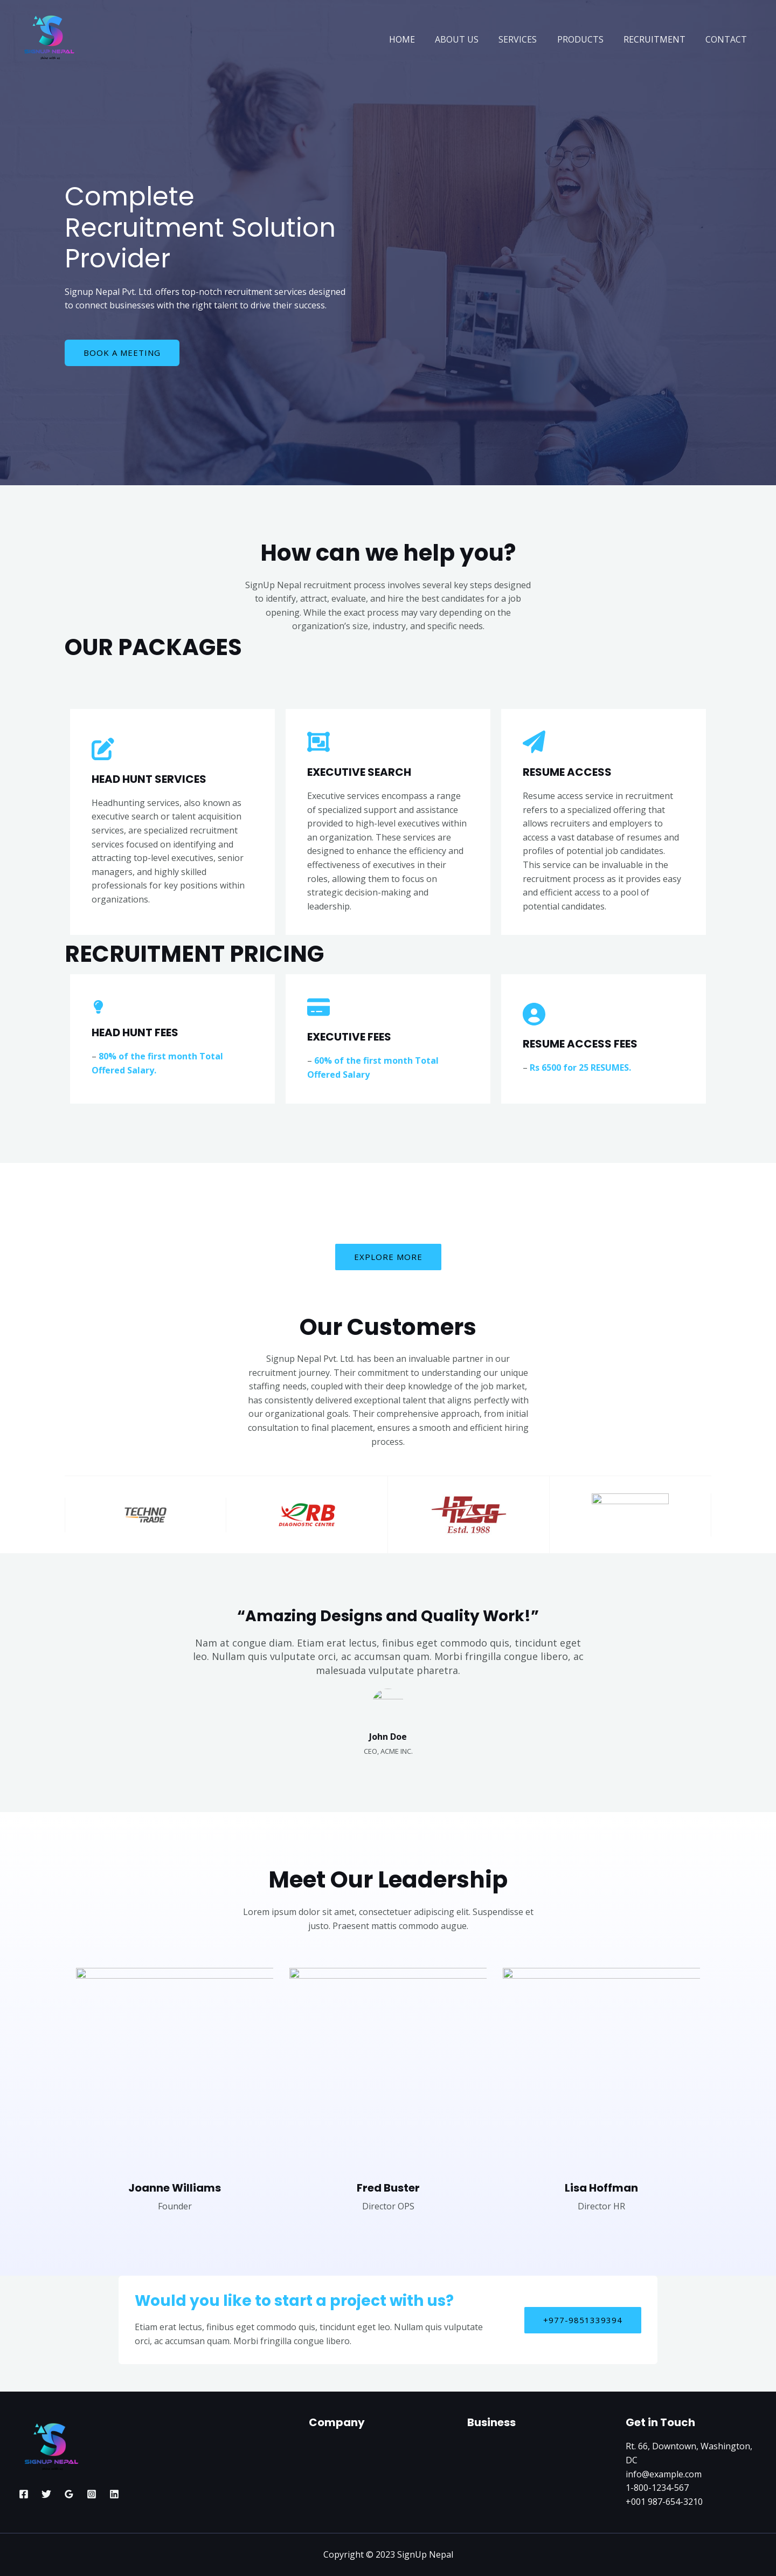 SIGNUP NEPAL
HOME
ABOUT US
SERVICES
PRODUCTS
RECRUITMENT
CONTACT
Complete
Recruitment Solution
Provider
Signup Nepal Pvt. Ltd. offers top-notch recruitment services designed
to connect businesses with the right talent to drive their success.
BOOK A MEETING
How can we help you?
SignUp Nepal recruitment process involves several key steps designed
to identify, attract, evaluate, and hire the best candidates for a job
opening. While the exact process may vary depending on the
organization’s size, industry, and specific needs.
OUR PACKAGES
HEAD HUNT SERVICES
Headhunting services, also known as
executive search or talent acquisition
services, are specialized recruitment
services focused on identifying and
attracting top-level executives, senior
managers, and highly skilled
professionals for key positions within
organizations.
EXECUTIVE SEARCH
Executive services encompass a range
of specialized support and assistance
provided to high-level executives within
an organization. These services are
designed to enhance the efficiency and
effectiveness of executives in their
roles, allowing them to focus on
strategic decision-making and
leadership.
RESUME ACCESS
Resume access service in recruitment
refers to a specialized offering that
allows recruiters and employers to
access a vast database of resumes and
profiles of potential job candidates.
This service can be invaluable in the
recruitment process as it provides easy
and efficient access to a pool of
potential candidates.
RECRUITMENT PRICING
HEAD HUNT FEES
– 80% of the first month Total
Offered Salary.
EXECUTIVE FEES
– 60% of the first month Total
Offered Salary
RESUME ACCESS FEES
– Rs 6500 for 25 RESUMES.
EXPLORE MORE
Our Customers
Signup Nepal Pvt. Ltd. has been an invaluable partner in our
recruitment journey. Their commitment to understanding our unique
staffing needs, coupled with their deep knowledge of the job market,
has consistently delivered exceptional talent that aligns perfectly with
our organizational goals. Their comprehensive approach, from initial
consultation to final placement, ensures a smooth and efficient hiring
process.
TECHNO
TRADE
RB
DIAGNOSTIC CENTRE
HTSG
Estd. 1988
“Amazing Designs and Quality Work!”
Nam at congue diam. Etiam erat lectus, finibus eget commodo quis, tincidunt eget
leo. Nullam quis vulputate orci, ac accumsan quam. Morbi fringilla congue libero, ac
malesuada vulputate pharetra.
John Doe
CEO, ACME INC.
Meet Our Leadership
Lorem ipsum dolor sit amet, consectetuer adipiscing elit. Suspendisse et
justo. Praesent mattis commodo augue.
Joanne Williams
Founder
Fred Buster
Director OPS
Lisa Hoffman
Director HR
Would you like to start a project with us?
Etiam erat lectus, finibus eget commodo quis, tincidunt eget leo. Nullam quis vulputate
orci, ac accumsan quam. Morbi fringilla congue libero.
+977-9851339394
SIGNUP NEPAL
Company
Business
Get in Touch
Rt. 66, Downtown, Washington,
DC
info@example.com
1-800-1234-567
+001 987-654-3210
Copyright © 2023 SignUp Nepal